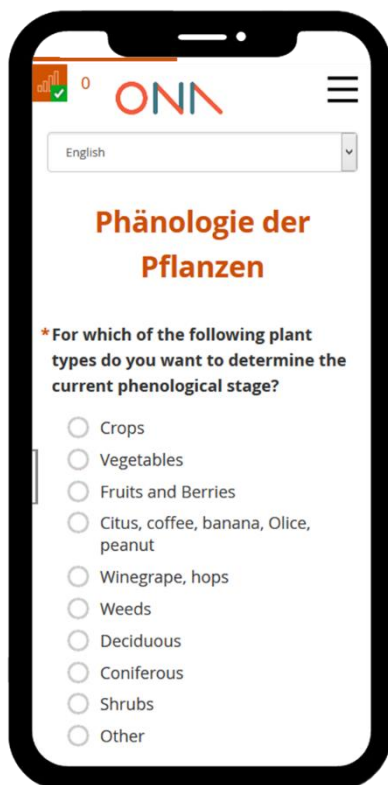 0
ONA
English
Phänologie der
Pflanzen
*For which of the following plant
types do you want to determine the
current phenological stage?
Crops
Vegetables
Fruits and Berries
Citus, coffee, banana, Olice,
peanut
Winegrape, hops
Weeds
Deciduous
Coniferous
Shrubs
Other